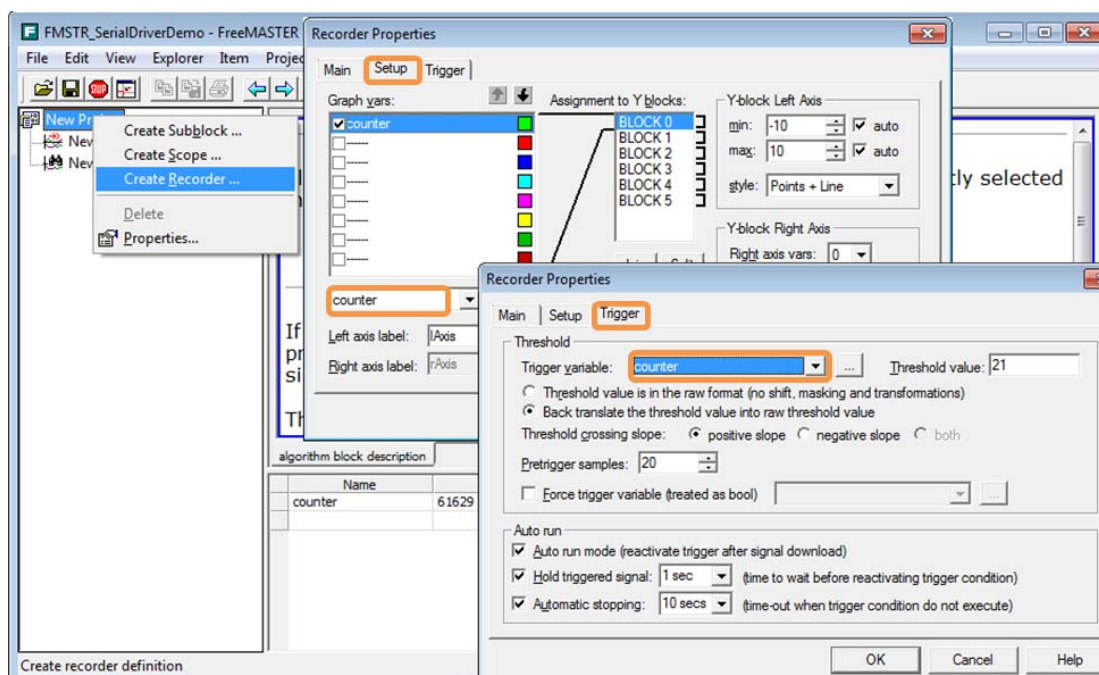 FMSTR_SerialDriverDemo - FreeMASTER
File Edit View Explorer Item
New
New
New
Create Subblock ...
Create Scope ...
Create Recorder ...
Delete
Properties...
tly selected
If
pr
si
Th
algorithm block description
Name
counter 61629
Create recorder definition
Recorder Properties
Main Setup Trigger
Graph vars: Assignment to Y blocks:
counter
------
------
------
------
------
------
------
BLOCK 0
BLOCK 1
BLOCK 2
BLOCK 3
BLOCK 4
BLOCK 5
Y-block Left Axis
min: -10 auto
max: 10 auto
style: Points + Line
Y-block Right Axis
Right axis vars: 0
counter
Left axis label: lAxis
Right axis label: rAxis
Recorder Properties
Main Setup Trigger
Threshold
Trigger variable: counter ... Threshold value: 21
Threshold value is in the raw format (no shift, masking and transformations)
Back translate the threshold value into raw threshold value
Threshold crossing slope: positive slope negative slope both
Pretrigger samples: 20
Force trigger variable (treated as bool) ...
Auto run
Auto run mode (reactivate trigger after signal download)
Hold triggered signal: 1 sec (time to wait before reactivating trigger condition)
Automatic stopping: 10 secs (time-out when trigger condition do not execute)
OK Cancel Help